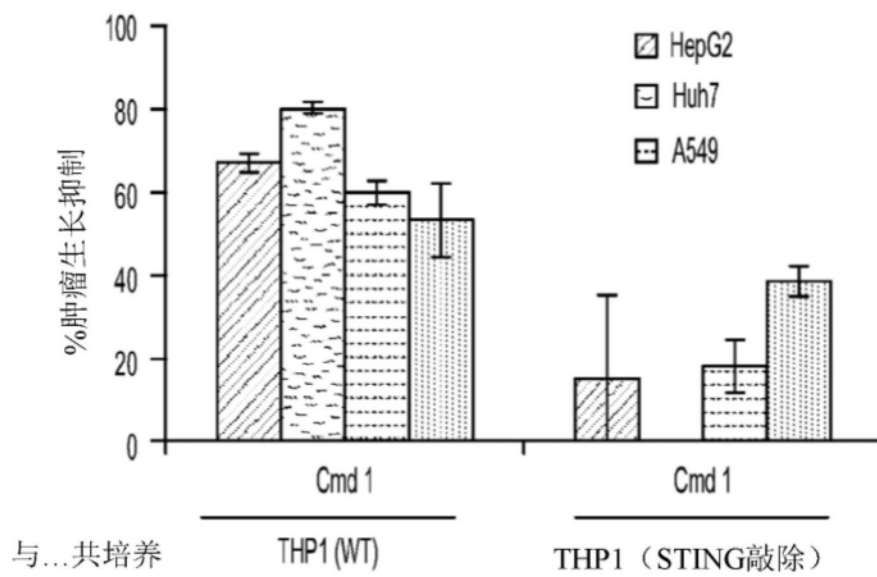 100
80
60
40
20
0
%肿瘤生长抑制
HepG2
Huh7
A549
Cmd 1
Cmd 1
与…共培养
THP1 (WT)
THP1（STING敲除）